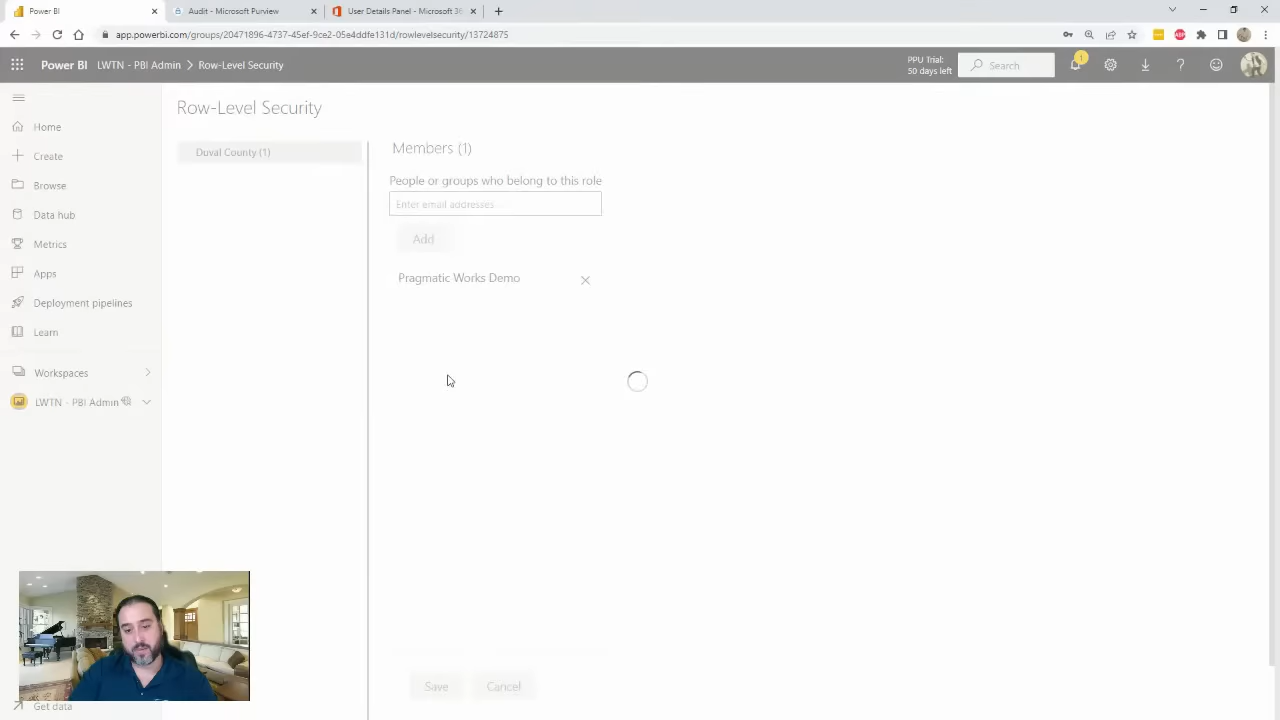 Power BI
Audit - Microsoft Purview
User Details Panel - Microsoft 36
app.powerbi.com/groups/20471896-4737-45ef-9ce2-05e4ddfe131d/rowlevelsecurity/13724875
Power BI LWTN - PBI Admin > Row-Level Security
PPU Trial:
50 days left
Search
1
Row-Level Security
Home
Create
Browse
Data hub
Metrics
Apps
Deployment pipelines
Learn
Workspaces
LWTN - PBI Admin
Get data
Duval County (1)
Members (1)
People or groups who belong to this role
Enter email addresses
Add
Pragmatic Works Demo
Save
Cancel